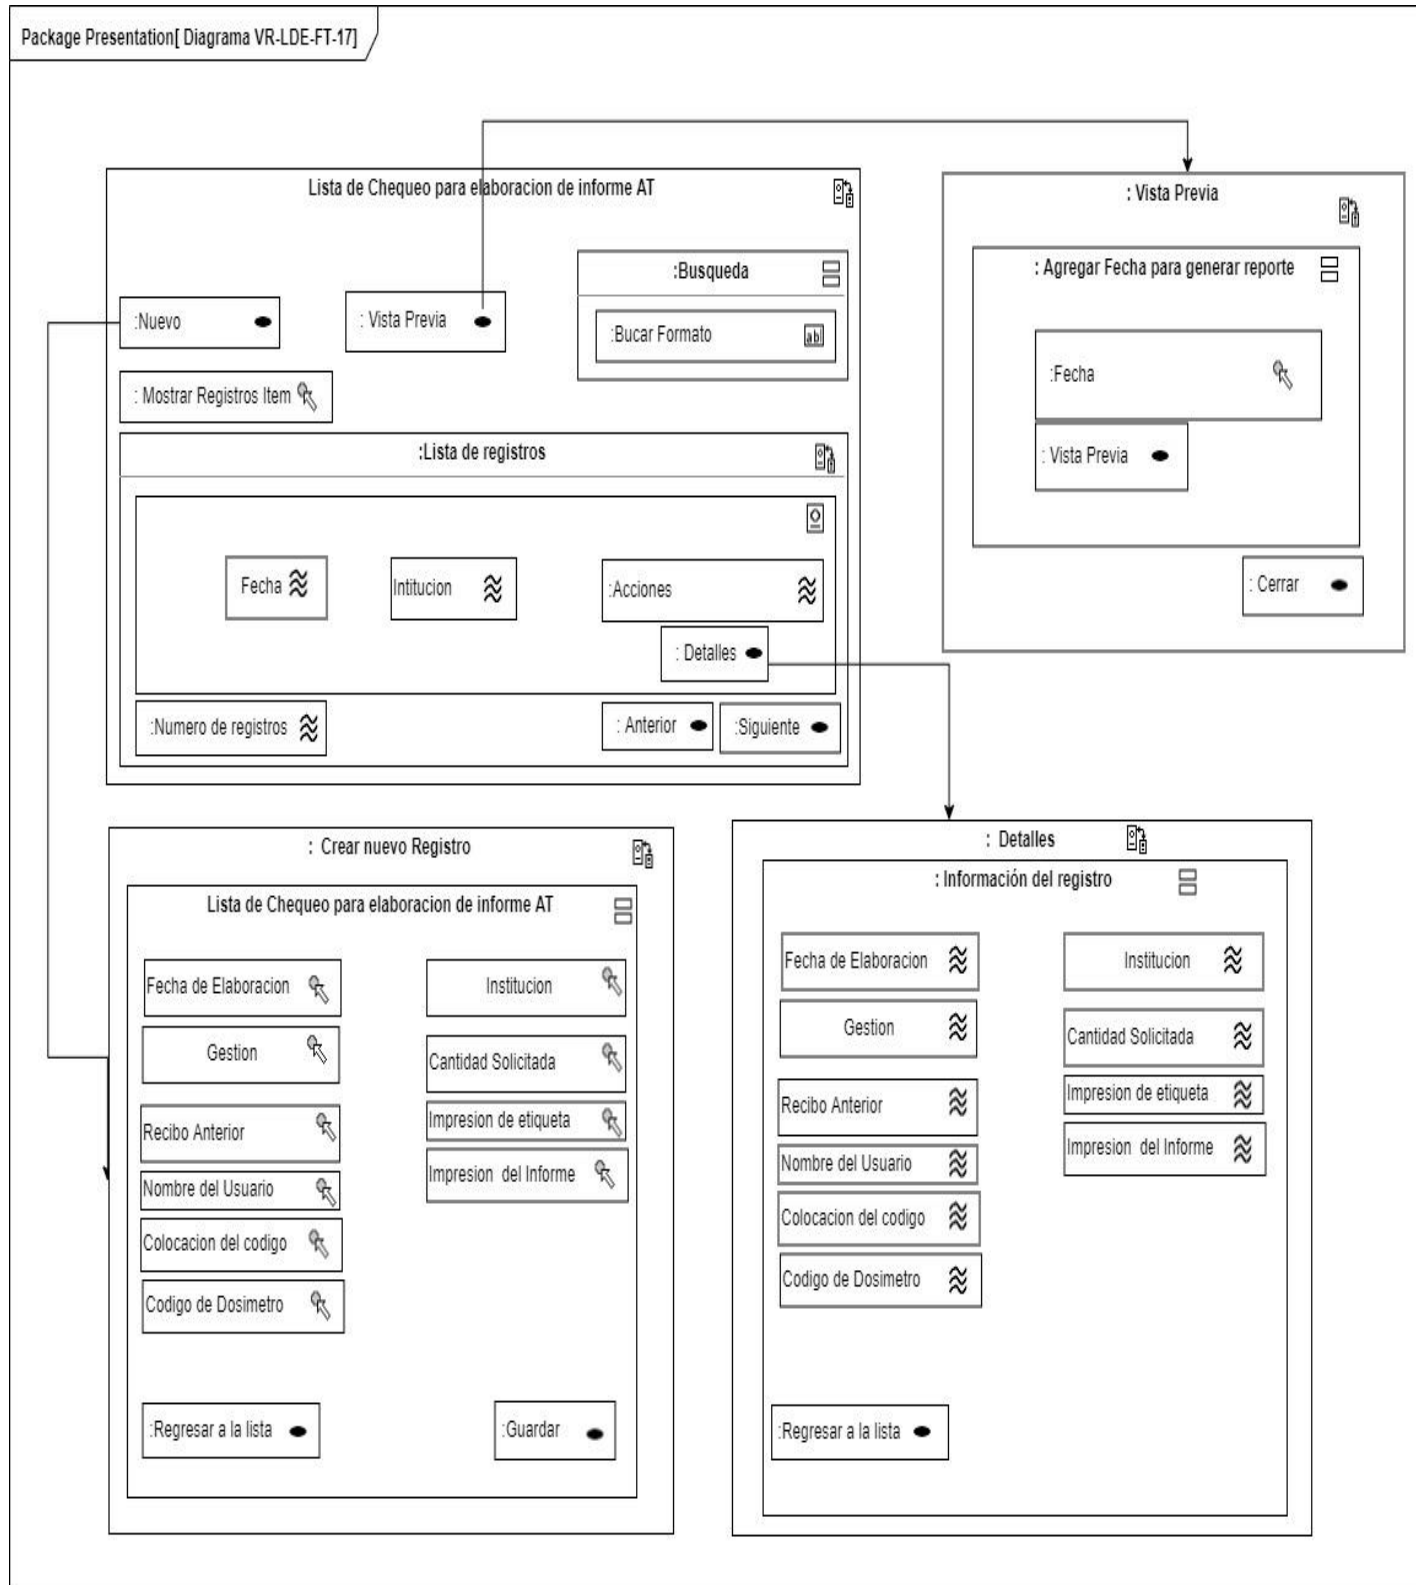 Package Presentation[ Diagrama VR-LDE-FT-17]
Lista de Chequeo para elaboracion de informe AT
:Nuevo
: Vista Previa
:Busqueda
:Bucar Formato
ab
: Mostrar Registros Item
:Lista de registros
Fecha
Intitucion
:Acciones
: Detalles
:Numero de registros
: Anterior
:Siguiente
: Vista Previa
: Agregar Fecha para generar reporte
:Fecha
: Vista Previa
: Cerrar
: Crear nuevo Registro
Lista de Chequeo para elaboracion de informe AT
Fecha de Elaboracion
Institucion
Gestion
Cantidad Solicitada
Recibo Anterior
Impresion de etiqueta
Nombre del Usuario
Impresion del Informe
Colocacion del codigo
Codigo de Dosimetro
:Regresar a la lista
:Guardar
: Detalles
: Información del registro
Fecha de Elaboracion
Institucion
Gestion
Cantidad Solicitada
Recibo Anterior
Impresion de etiqueta
Nombre del Usuario
Impresion del Informe
Colocacion del codigo
Codigo de Dosimetro
:Regresar a la lista